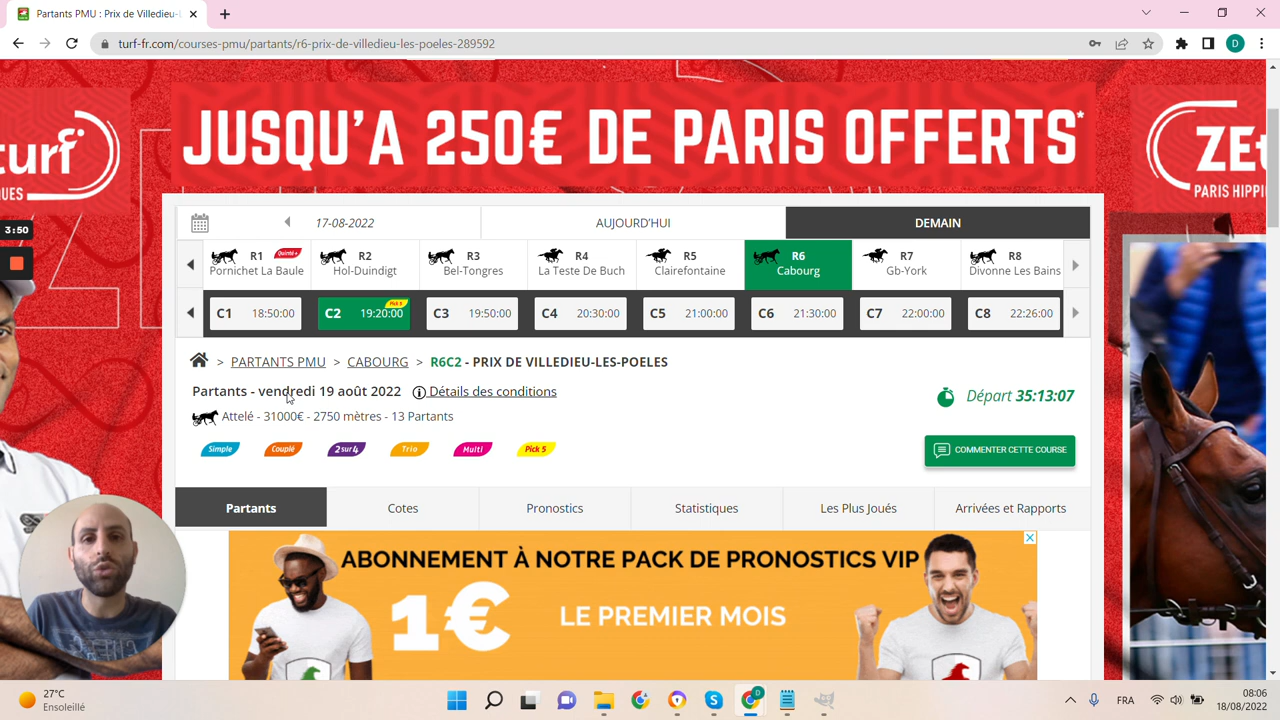 Partants PMU : Prix de Villedieu-L
turf-fr.com/courses-pmu/partants/r6-prix-de-villedieu-les-poeles-289592
D
JUSQU'A 250€ DE PARIS OFFERTS*
turf
QUES
ZEt
PARIS HIPPI
3:50
17-08-2022
AUJOURD'HUI
DEMAIN
R1 Quinté+
Pornichet La Baule
R2
Hol-Duindigt
R3
Bel-Tongres
R4
La Teste De Buch
R5
Clairefontaine
R6
Cabourg
R7
Gb-York
R8
Divonne Les Bains
C1 18:50:00
C2 19:20:00 Pick 5
C3 19:50:00
C4 20:30:00
C5 21:00:00
C6 21:30:00
C7 22:00:00
C8 22:26:00
> PARTANTS PMU > CABOURG > R6C2 - PRIX DE VILLEDIEU-LES-POELES
Partants - vendredi 19 août 2022 Détails des conditions
Départ 35:13:07
Attelé - 31000€ - 2750 mètres - 13 Partants
Simple Couplé 2 sur 4 Trio Multi Pick 5
COMMENTER CETTE COURSE
Partants
Cotes
Pronostics
Statistiques
Les Plus Joués
Arrivées et Rapports
ABONNEMENT À NOTRE PACK DE PRONOSTICS VIP
1€ LE PREMIER MOIS
27°C
Ensoleillé
D
FRA
08:06
18/08/2022